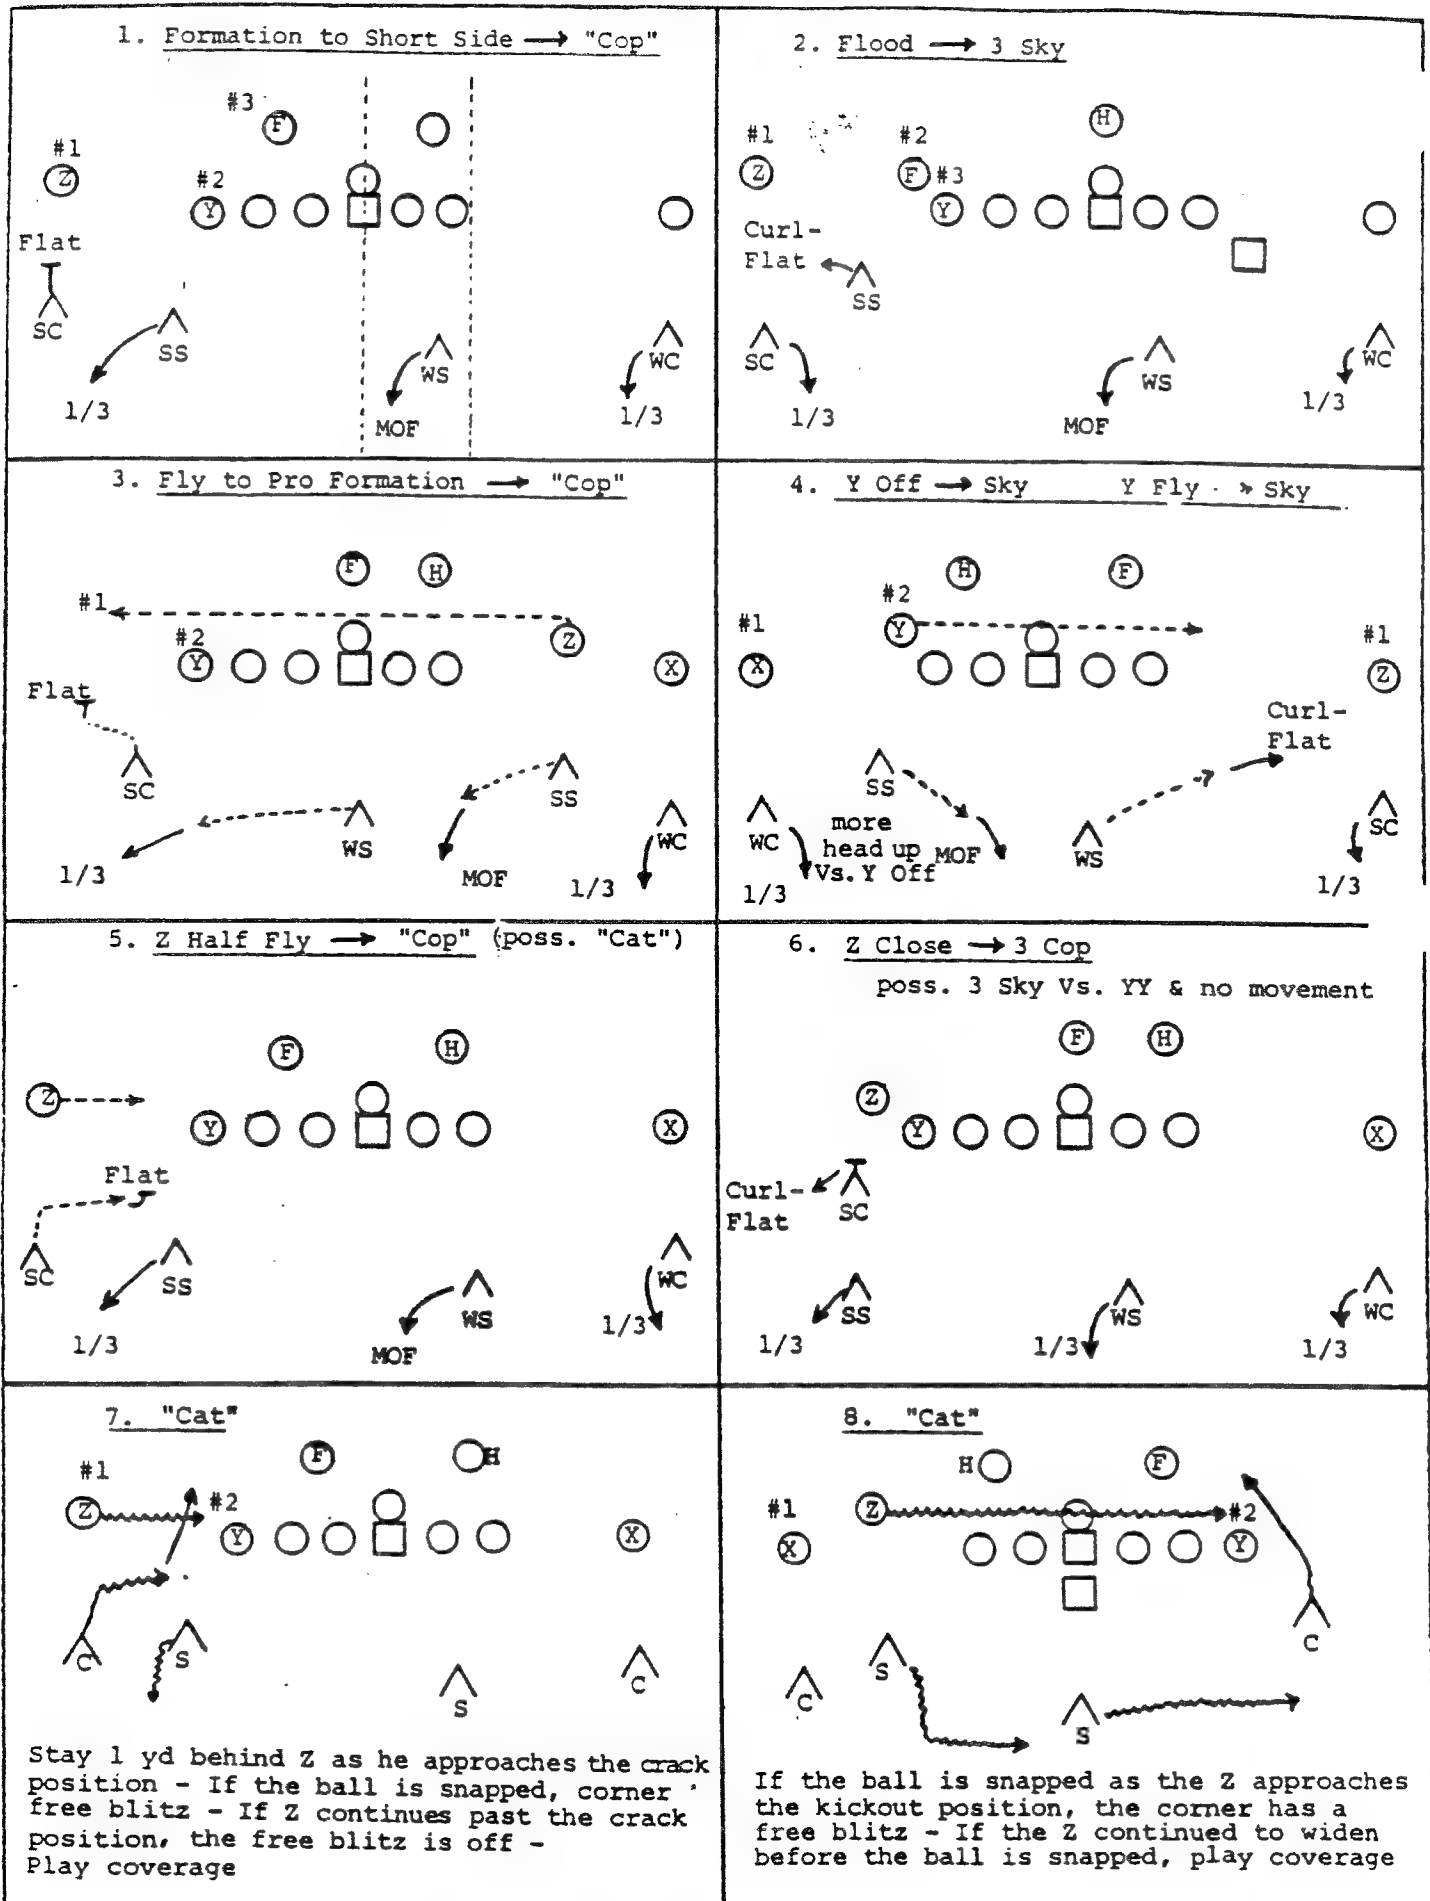 1. Formation to Short Side → "Cop"
#3
F
#1
Z
#2
Y
Flat
SC
SS
WS
WC
1/3
MOF
1/3
2. Flood → 3 Sky
H
#1
#2
Z
F #3
Y
Curl-
Flat
SS
SC
WS
WC
1/3
MOF
1/3
3. Fly to Pro Formation → "Cop"
F
H
#1
#2
Z
Y
X
Flat
SC
SS
WS
WC
1/3
MOF
1/3
4. Y Off → Sky Y Fly → Sky
H
F
#2
#1
Y
#1
X
Z
Curl-
Flat
SS
WC
more
head up
Vs. Y Off
MOF
WS
SC
1/3
1/3
5. Z Half Fly → "Cop" (poss. "Cat")
F
H
Z
Y
X
Flat
SC
SS
WS
WC
1/3
MOF
1/3
6. Z Close → 3 Cop
poss. 3 Sky Vs. YY & no movement
F
H
Z
Y
X
Curl-
Flat
SC
SS
WS
WC
1/3
1/3
1/3
7. "Cat"
F
H
#1
Z
#2
Y
X
C
S
S
C
Stay 1 yd behind Z as he approaches the crack
position - If the ball is snapped, corner
free blitz - If Z continues past the crack
position, the free blitz is off -
Play coverage
8. "Cat"
H
F
#1
Z
#2
X
Y
C
S
C
S
If the ball is snapped as the Z approaches
the kickout position, the corner has a
free blitz - If the Z continued to widen
before the ball is snapped, play coverage